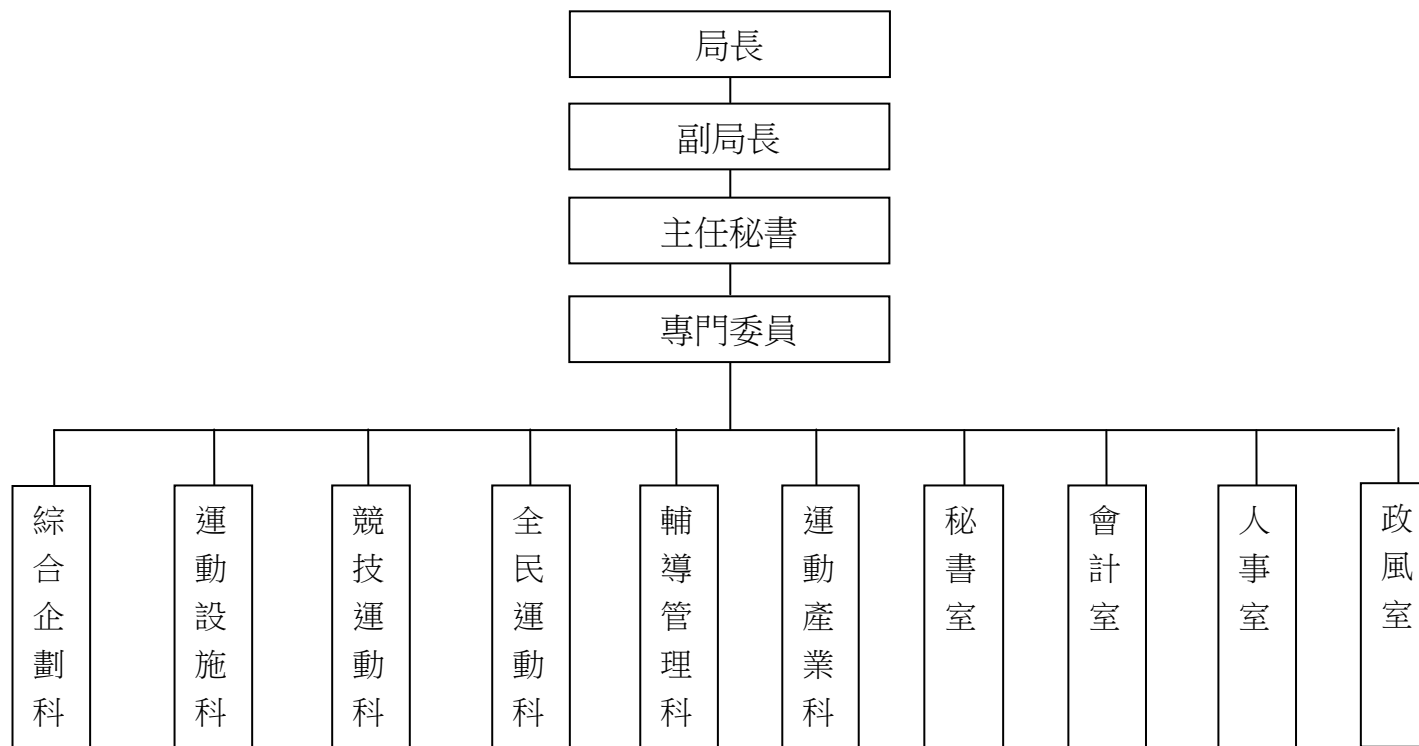 局長
副局長
主任秘書
專門委員
綜合企劃科
運動設施科
競技運動科
全民運動科
輔導管理科
運動產業科
秘書室
會計室
人事室
政風室